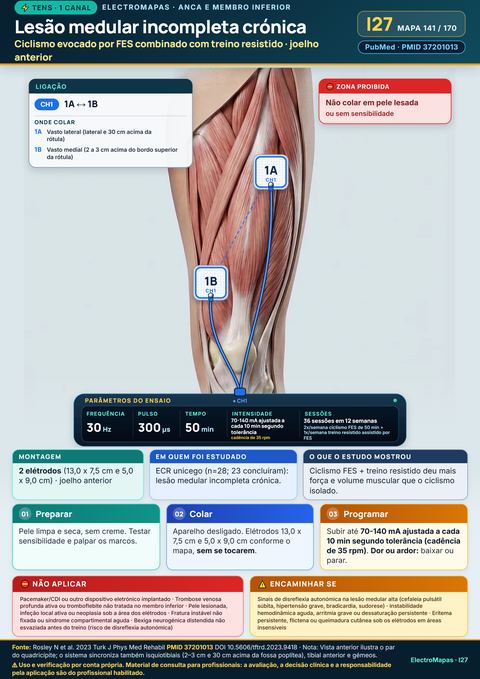 ⚡ TENS · 1 CANAL
ELECTROMAPAS · ANCA E MEMBRO INFERIOR
Lesão medular incompleta crónica
Ciclismo evocado por FES combinado com treino resistido · joelho
anterior
I27 MAPA 141 / 170
PubMed · PMID 37201013
LIGAÇÃO
CH1 1A ↔ 1B
ONDE COLAR
1A Vasto lateral (lateral e 30 cm acima da
rótula)
1B Vasto medial (2 a 3 cm acima do bordo superior
da rótula)
⛔ ZONA PROIBIDA
Não colar em pele lesada
ou sem sensibilidade
1A
CH1
1B
CH1
PARÂMETROS DO ENSAIO
CH1
FREQUÊNCIA
30 Hz
PULSO
300 µs
TEMPO
50 min
INTENSIDADE
70-140 mA ajustada a
cada 10 min segundo
tolerância
cadência de 35 rpm
SESSÕES
36 sessões em 12 semanas
2x/semana ciclismo FES de 50 min +
1x/semana treino resistido assistido por
FES
MONTAGEM
2 elétrodos (13,0 x 7,5 cm e 5,0
x 9,0 cm) · joelho anterior
EM QUEM FOI ESTUDADO
ECR unicego (n=28; 23 concluíram):
lesão medular incompleta crónica.
O QUE O ESTUDO MOSTROU
Ciclismo FES + treino resistido deu mais
força e volume muscular que o ciclismo
isolado.
01 Preparar
Pele limpa e seca, sem creme. Testar
sensibilidade e palpar os marcos.
02 Colar
Aparelho desligado. Elétrodos 13,0 x
7,5 cm e 5,0 x 9,0 cm conforme o
mapa, sem se tocarem.
03 Programar
Subir até 70-140 mA ajustada a cada
10 min segundo tolerância (cadência
de 35 rpm). Dor ou ardor: baixar ou
parar.
⛔ NÃO APLICAR
Pacemaker/CDI ou outro dispositivo eletrónico implantado · Trombose venosa
profunda ativa ou tromboflebite não tratada no membro inferior · Pele lesionada,
infeção local ativa ou neoplasia sob a área dos elétrodos · Fratura instável não
fixada ou síndrome compartimental aguda · Bexiga neurogénica distendida não
esvaziada antes do treino (risco de disreflexia autonómica)
⚠ ENCAMINHAR SE
Sinais de disreflexia autonómica na lesão medular alta (cefaleia pulsátil
súbita, hipertensão grave, bradicardia, sudorese) · Instabilidade
hemodinâmica aguda, arritmia grave ou desmaio durante a sessão · Eritema
persistente, flictena ou queimadura cutânea sob os elétrodos em áreas
insensíveis
Fonte: Rosley N et al. 2023 Turk J Phys Med Rehabil PMID 37201013 DOI 10.5606/tftrd.2023.9418 · Nota: Vista anterior ilustra o par
do quadricípite; o sistema sincroniza também isquiotibiais (2–3 cm e 30 cm acima da fossa poplítea), tibial anterior e gémeos.
⚠ Uso e verificação por conta própria. Material de consulta para profissionais: a avaliação, a decisão clínica e a responsabilidade
pela aplicação são do profissional habilitado.
ElectroMapas · I27